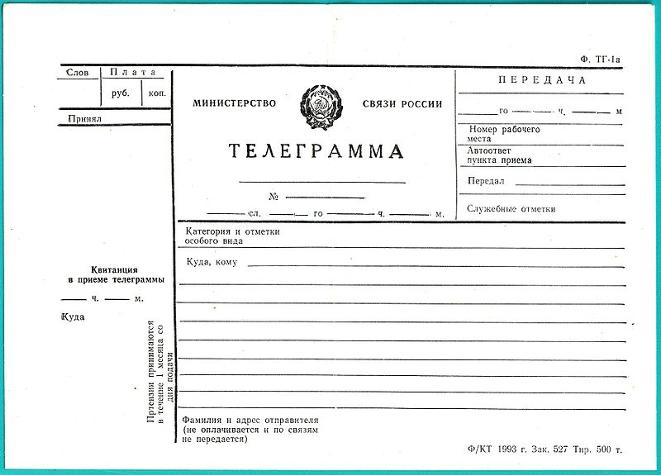 Ф. ТГ-1а
Слов
Плата
руб.
коп.
Принял
МИНИСТЕРСТВО СВЯЗИ РОССИИ
ТЕЛЕГРАММА
№
сл. го ч. м.
ПЕРЕДАЧА
го ч. м
Номер рабочего
места
Автоответ
пункта приема
Передал
Служебные отметки
Категория и отметки
особого вида
Куда, кому
Квитанция
в приеме телеграммы
ч. м.
Куда
Пртензии принимаются
в течение 1 месяца со
дня подачи
Фамилия и адрес отправителя
(не оплачивается и по связям
не передается)
Ф/КТ 1993 г. Зак. 527 Тир. 500 т.